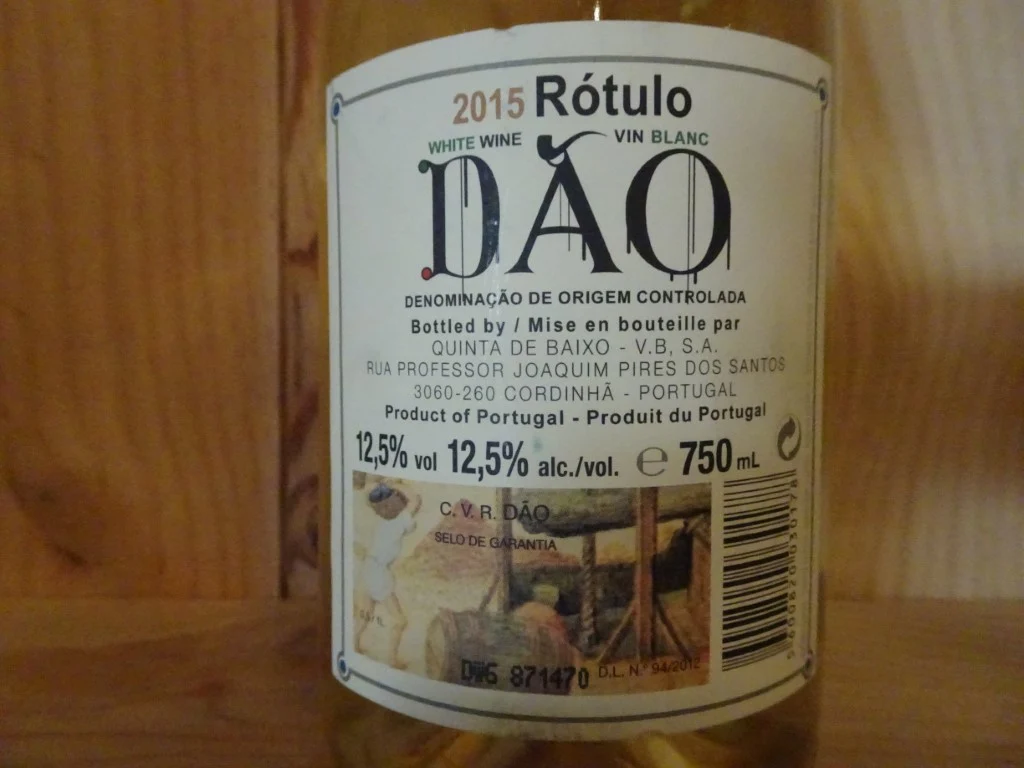 2015 Rótulo
WHITE WINE VIN BLANC
DÃO
DENOMINAÇÃO DE ORIGEM CONTROLADA
Bottled by / Mise en bouteille par
QUINTA DE BAIXO - V.B, S.A.
RUA PROFESSOR JOAQUIM PIRES DOS SANTOS
3060-260 CORDINHÃ - PORTUGAL
Product of Portugal - Produit du Portugal
12,5% vol 12,5% alc./vol. ℮ 750 mL
C. V. R. DÃO
SELO DE GARANTIA
871470 D.L. N.º 94/2012